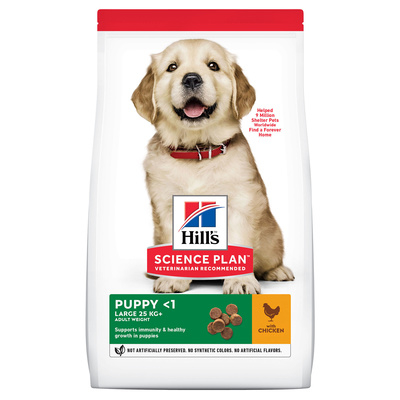 Helped
9 Million
Shelter Pets
Worldwide
Find a Forever
Home
Hill's
SCIENCE PLAN™
VETERINARIAN RECOMMENDED
PUPPY <1
LARGE 25 KG+
ADULT WEIGHT
Supports immunity & healthy
growth in puppies
with
CHICKEN
NOT ARTIFICIALLY PRESERVED. NO SYNTHETIC COLORS. NO ARTIFICIAL FLAVORS.